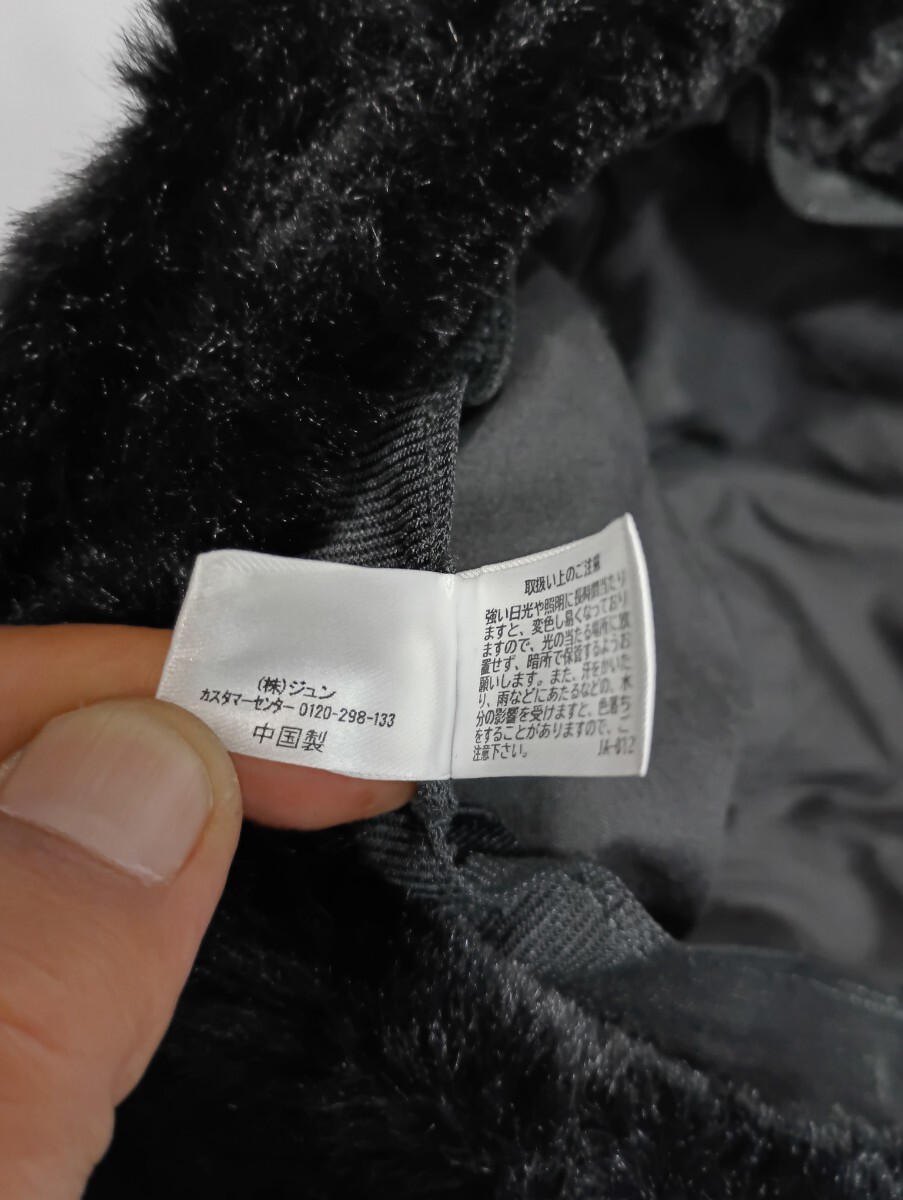 (株)ジュン
カスタマーセンター 0120-298-133
中国製
取扱い上のご注意
強い日光や照明に長時間当たり
ますと、変色し易くなっており
ますので、光の当たる場所に放
置せず、暗所で保管するようお
願いします。また、汗をかいた
り、雨などにあたるなどの、水
分の影響を受けますと、色落ち
をすることがありますので、ご
注意下さい。
JA-012